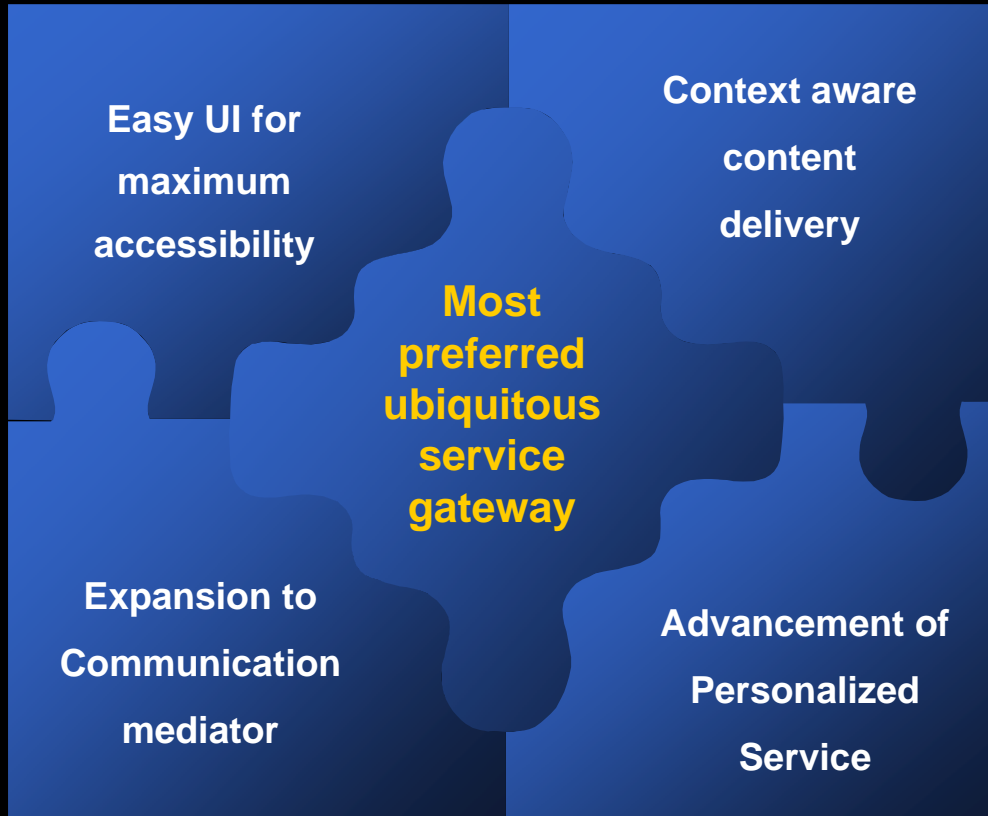 Easy UI for
maximum
accessibility
Context aware
content
delivery
Most
preferred
ubiquitous
service
gateway
Expansion to
Communication
mediator
Advancement of
Personalized
Service